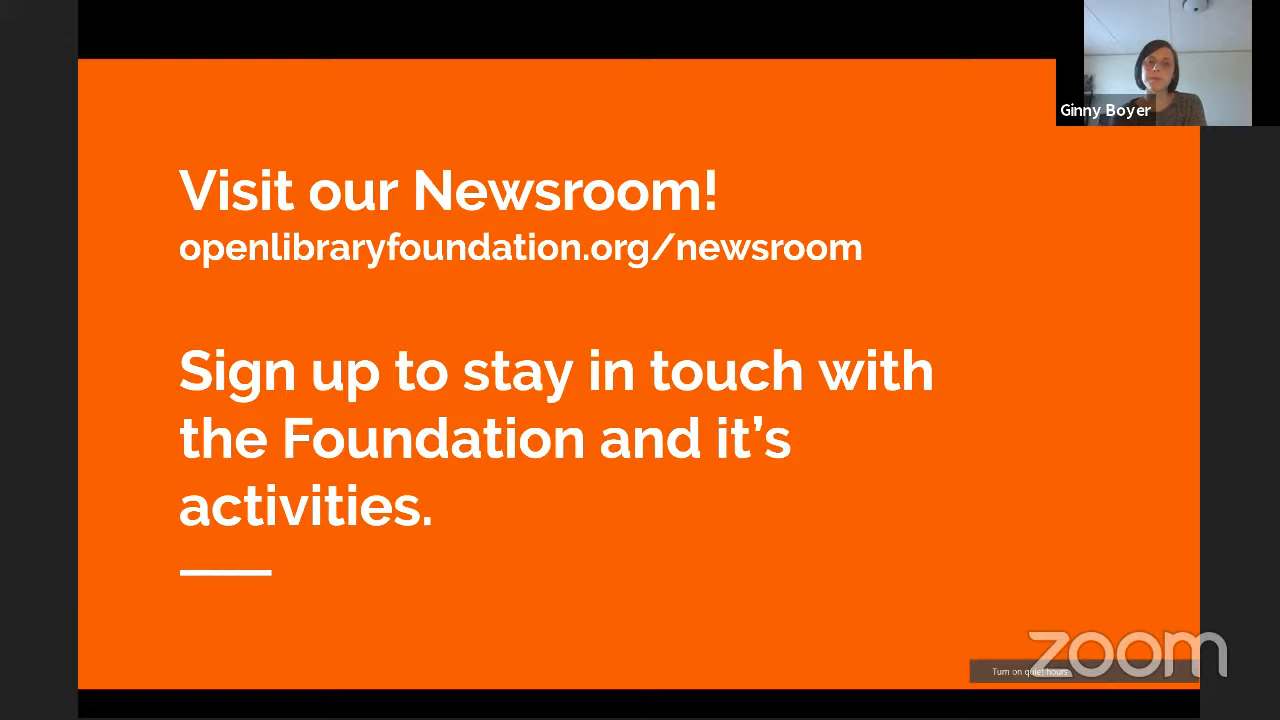 Ginny Boyer
Visit our Newsroom!
openlibraryfoundation.org/newsroom
Sign up to stay in touch with
the Foundation and it’s
activities.
zoom
Turn on quiet hours